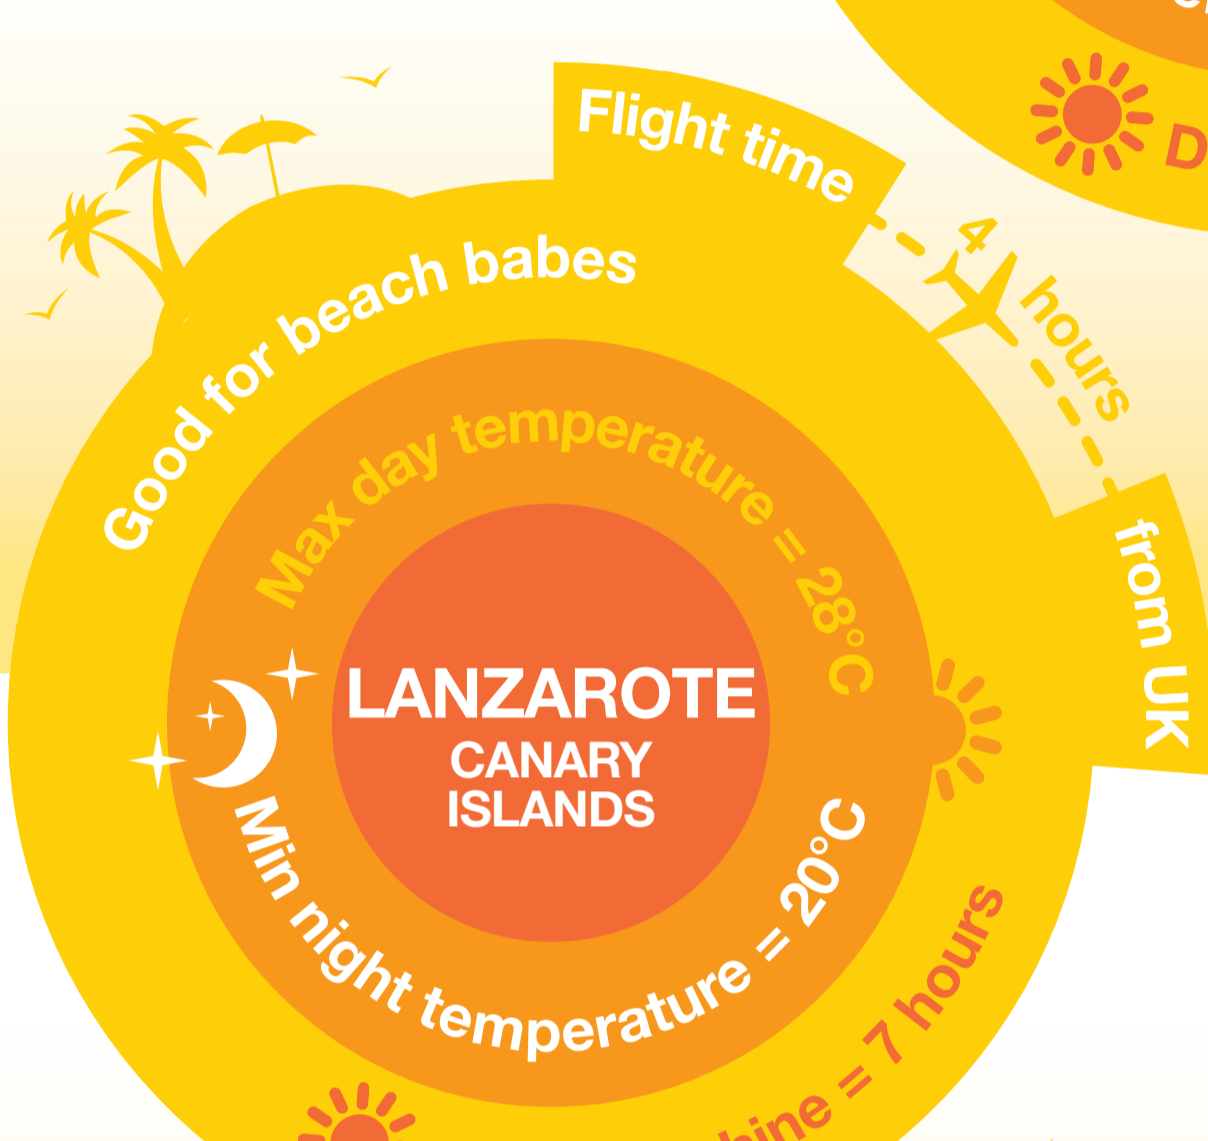 Flight time
4 hours
from UK
Good for beach babes
Max day temperature = 28°C
LANZAROTE
CANARY
ISLANDS
Min night temperature = 20°C
= 7 hours
D